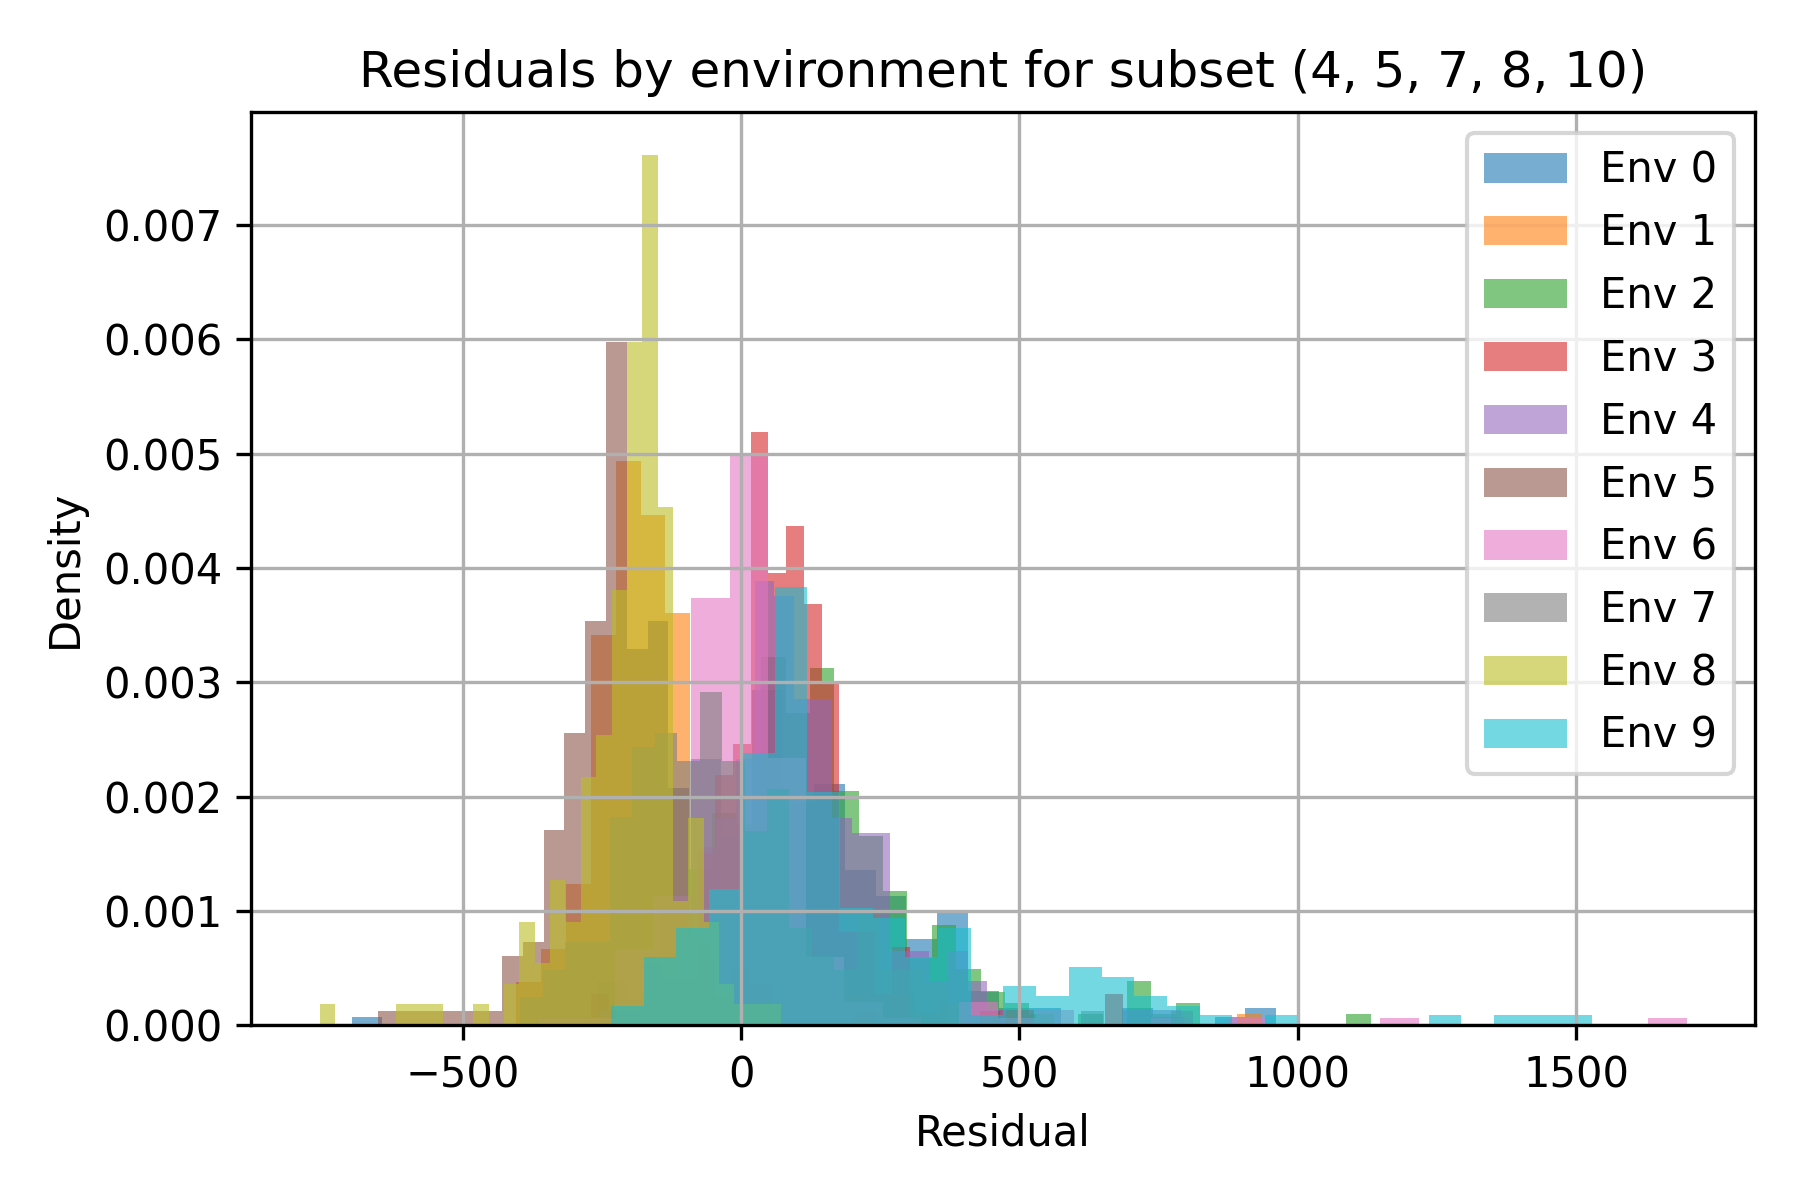 Residuals by environment for subset (4, 5, 7, 8, 10)
Density
0.007
0.006
0.005
0.004
0.003
0.002
0.001
0.000
−500
0
500
1000
1500
Residual
Env 0
Env 1
Env 2
Env 3
Env 4
Env 5
Env 6
Env 7
Env 8
Env 9